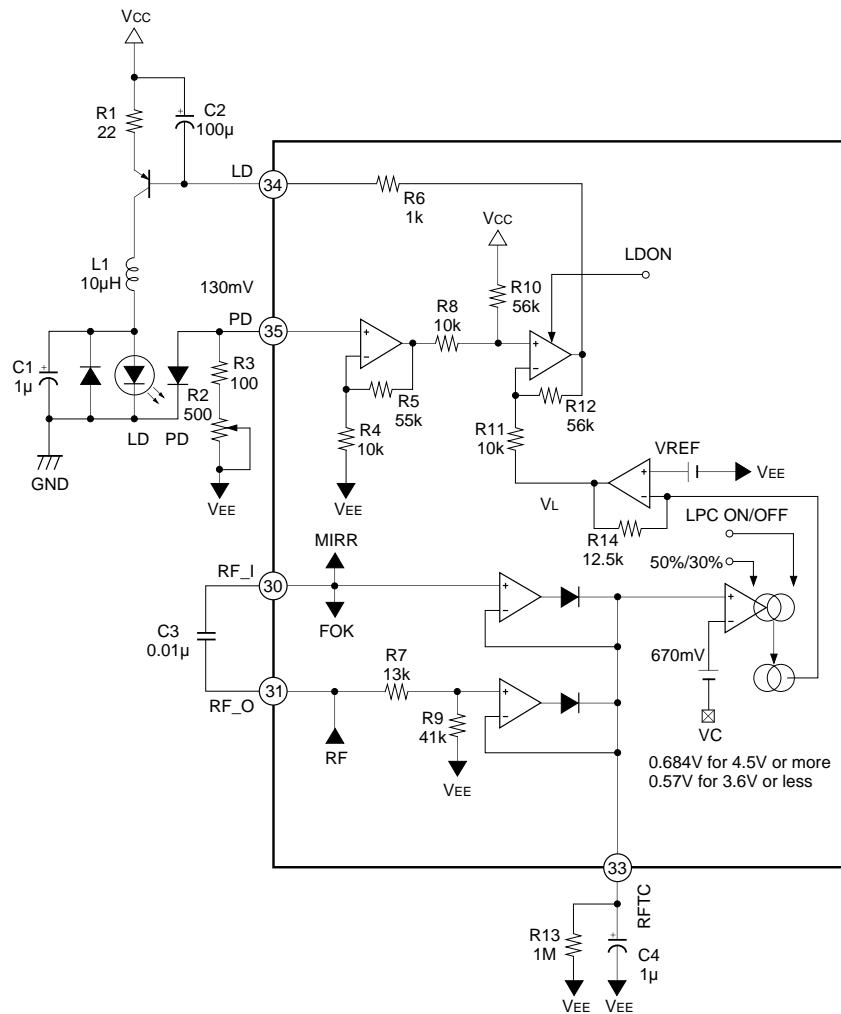 VCC
R1
22
C2
100µ
LD
34
R6
1k
VCC
LDON
L1
10µH
130mV
PD
35
R8
10k
R10
56k
C1
1µ
R3
100
R2
500
R5
55k
R12
56k
R4
10k
R11
10k
VREF
VEE
LD
PD
GND
VEE
VEE
VL
R14
12.5k
LPC ON/OFF
50%/30%
MIRR
RF_I
30
FOK
C3
0.01µ
R7
13k
670mV
31
RF_O
R9
41k
RF
VEE
VC
0.684V for 4.5V or more
0.57V for 3.6V or less
33
RFTC
R13
1M
C4
1µ
VEE
VEE